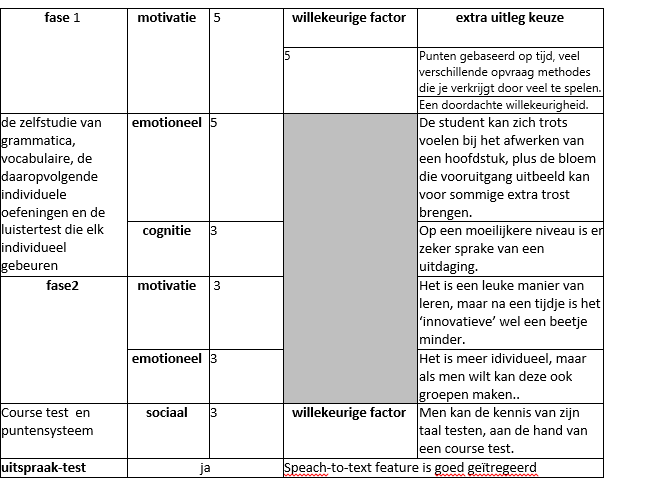 fase 1 motivatie 5 willekeurige factor extra uitleg keuze
5 Punten gebaseerd op tijd, veel
verschillende opvraag methodes
die je verkrijgt door veel te spelen.
Een doordachte willekeurigheid.
de zelfstudie van
grammatica,
vocabulaire, de
daaropvolgende
individuele
oefeningen en de
luistertest die elk
individueel
gebeuren
emotioneel 5
De student kan zich trots
voelen bij het afwerken van
een hoofdstuk, plus de bloem
die vooruitgang uitbeeld kan
voor sommige extra trost
brengen.
cognitie 3
Op een moeilijkere niveau is er
zeker sprake van een
uitdaging.
fase2 motivatie 3
Het is een leuke manier van
leren, maar na een tijdje is het
‘innovatieve’ wel een beetje
minder.
emotioneel 3
Het is meer idividueel, maar
als men wilt kan deze ook
groepen maken..
Course test en
puntensysteem
sociaal 3 willekeurige factor
Men kan de kennis van zijn
taal testen, aan de hand van
een course test.
uitspraak-test ja Speach-to-text feature is goed geïtregeerd